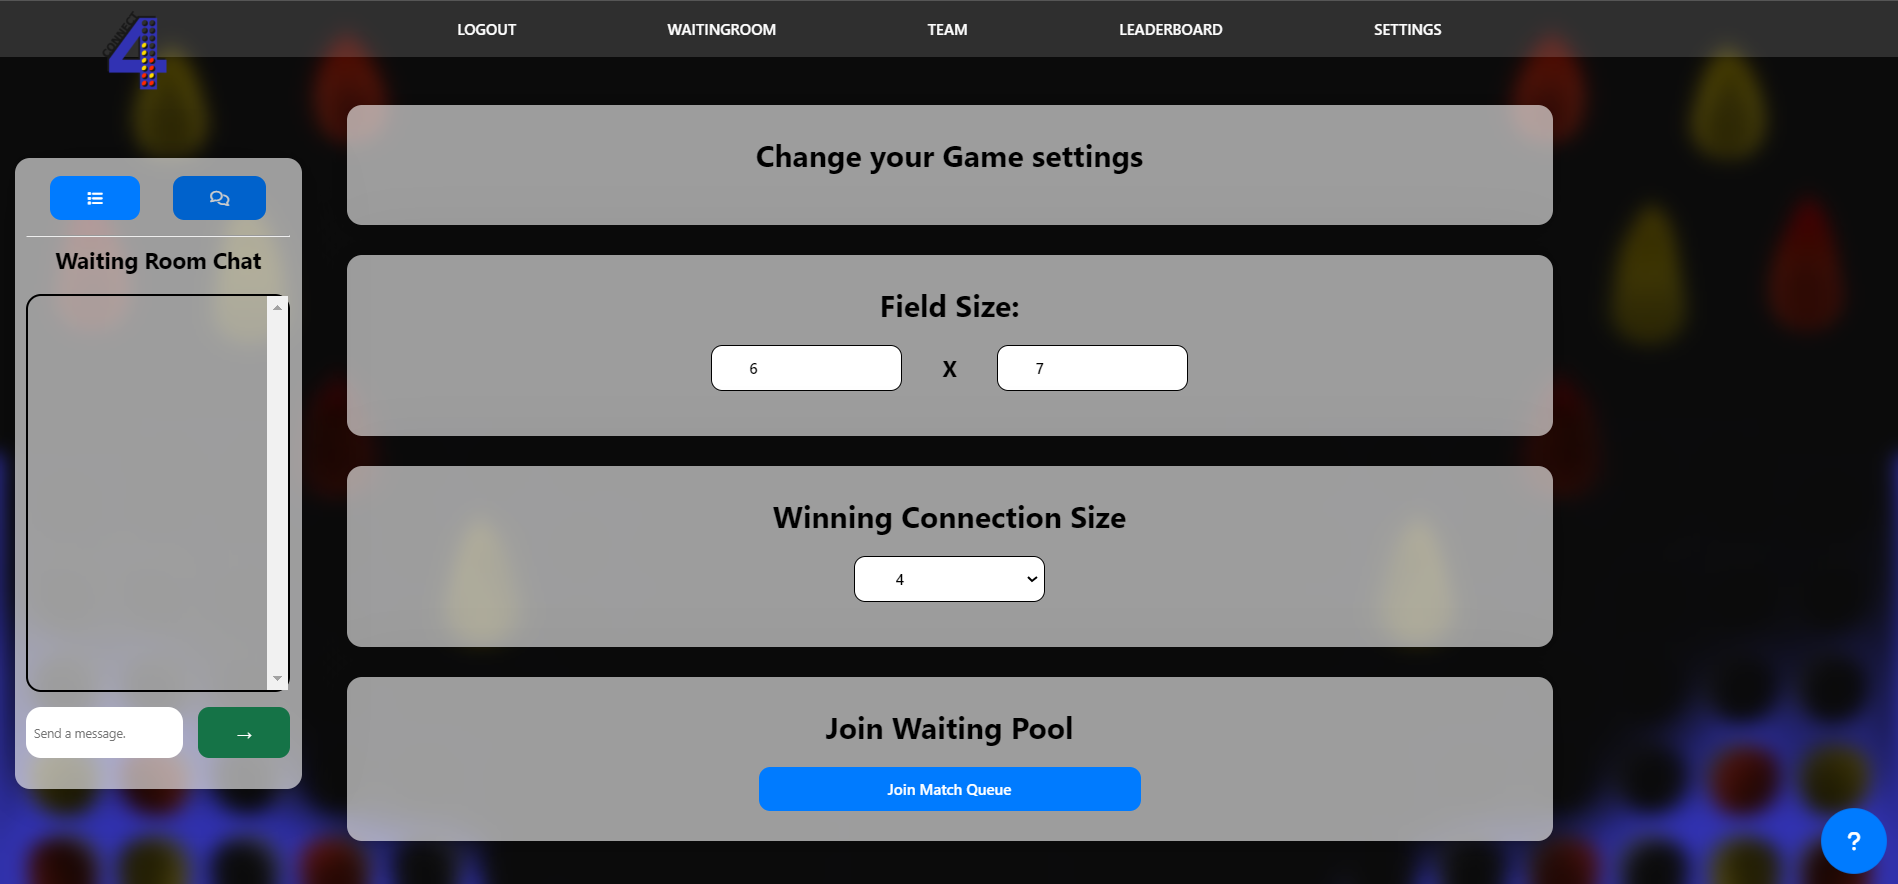 CONNECT
4
LOGOUT
WAITINGROOM
TEAM
LEADERBOARD
SETTINGS
Waiting Room Chat
Send a message.
→
Change your Game settings
Field Size:
6 X 7
Winning Connection Size
4
Join Waiting Pool
Join Match Queue
?